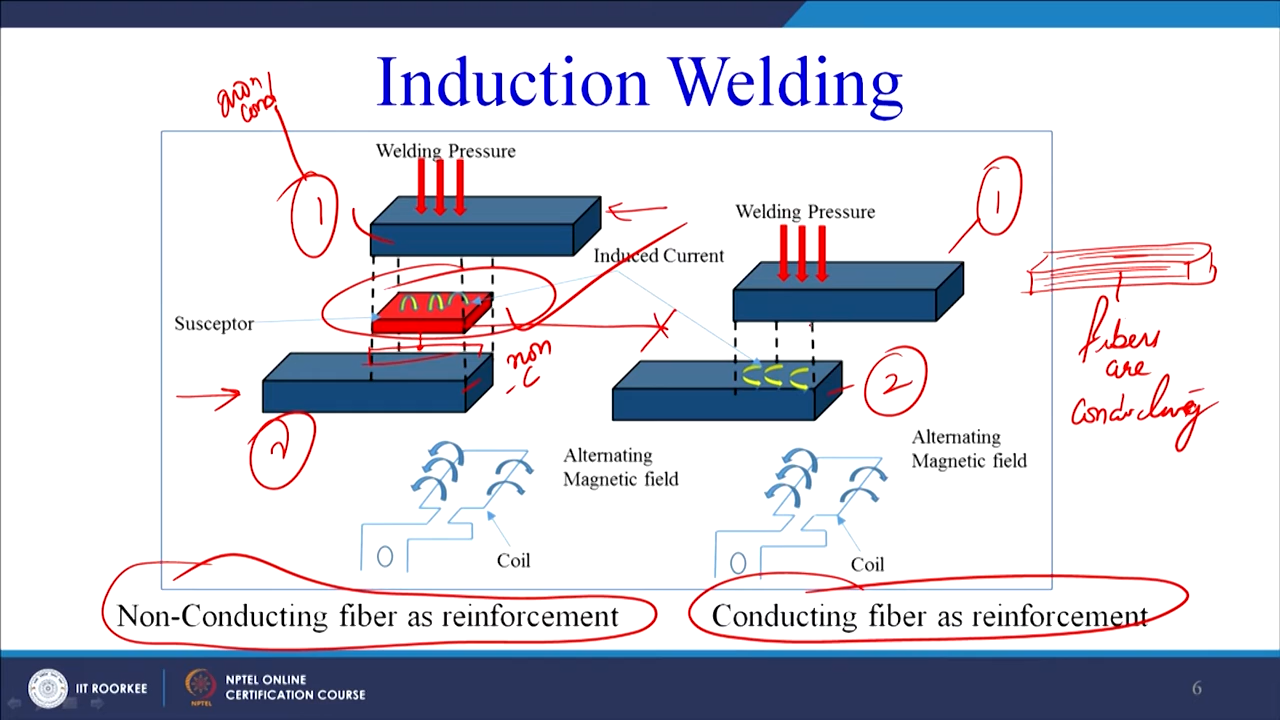 Induction Welding
non
cond
Welding Pressure
1
Welding Pressure
1
Induced Current
Susceptor
non
-c
2
2
fibers
are
conducting
Alternating
Magnetic field
Alternating
Magnetic field
Coil
Coil
Non-Conducting fiber as reinforcement
Conducting fiber as reinforcement
IIT ROORKEE
NPTEL
NPTEL ONLINE
CERTIFICATION COURSE
6